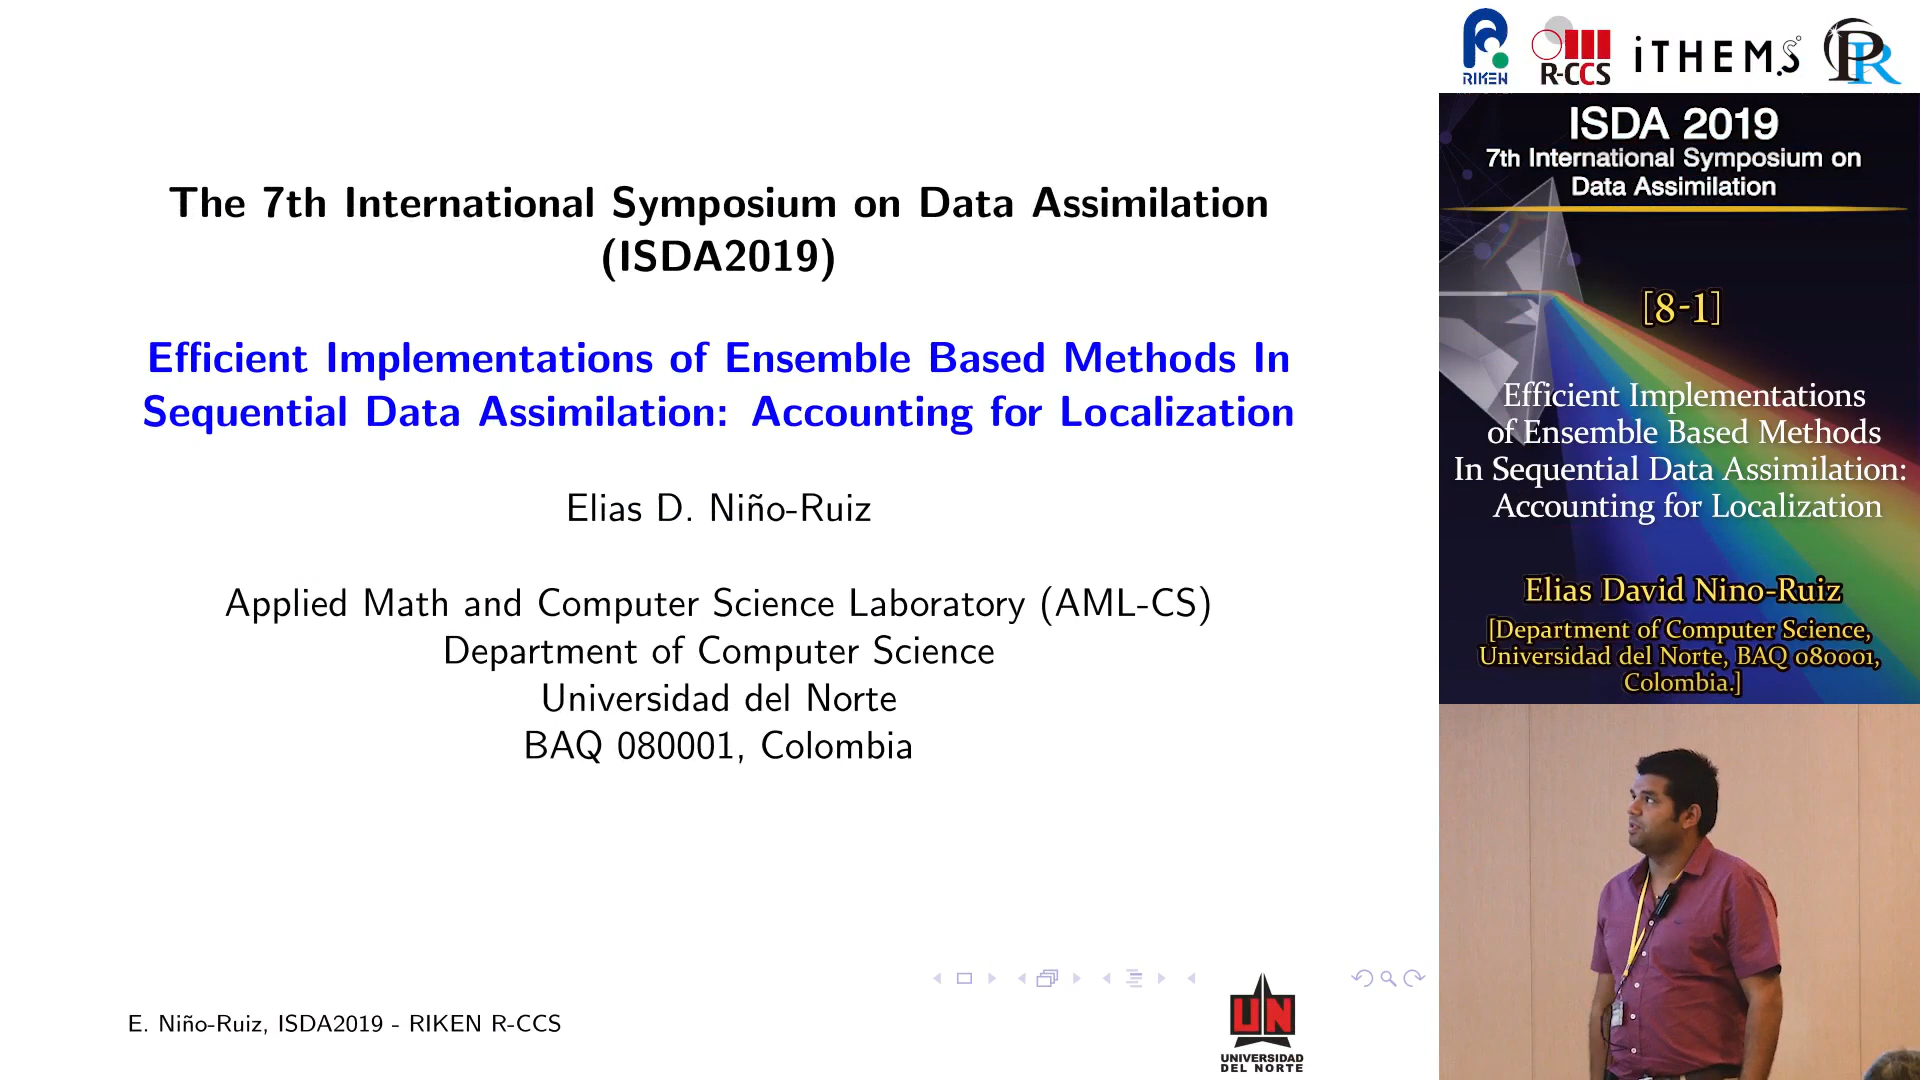 The 7th International Symposium on Data Assimilation
(ISDA2019)
Efficient Implementations of Ensemble Based Methods In
Sequential Data Assimilation: Accounting for Localization
Elias D. Niño-Ruiz
Applied Math and Computer Science Laboratory (AML-CS)
Department of Computer Science
Universidad del Norte
BAQ 080001, Colombia
E. Niño-Ruiz, ISDA2019 - RIKEN R-CCS
UN
UNIVERSIDAD
DEL NORTE
RIKEN
R-CCS
iTHEMS
PR
ISDA 2019
7th International Symposium on
Data Assimilation
[8-1]
Efficient Implementations
of Ensemble Based Methods
In Sequential Data Assimilation:
Accounting for Localization
Elias David Nino-Ruiz
[Department of Computer Science,
Universidad del Norte, BAQ 080001,
Colombia.]